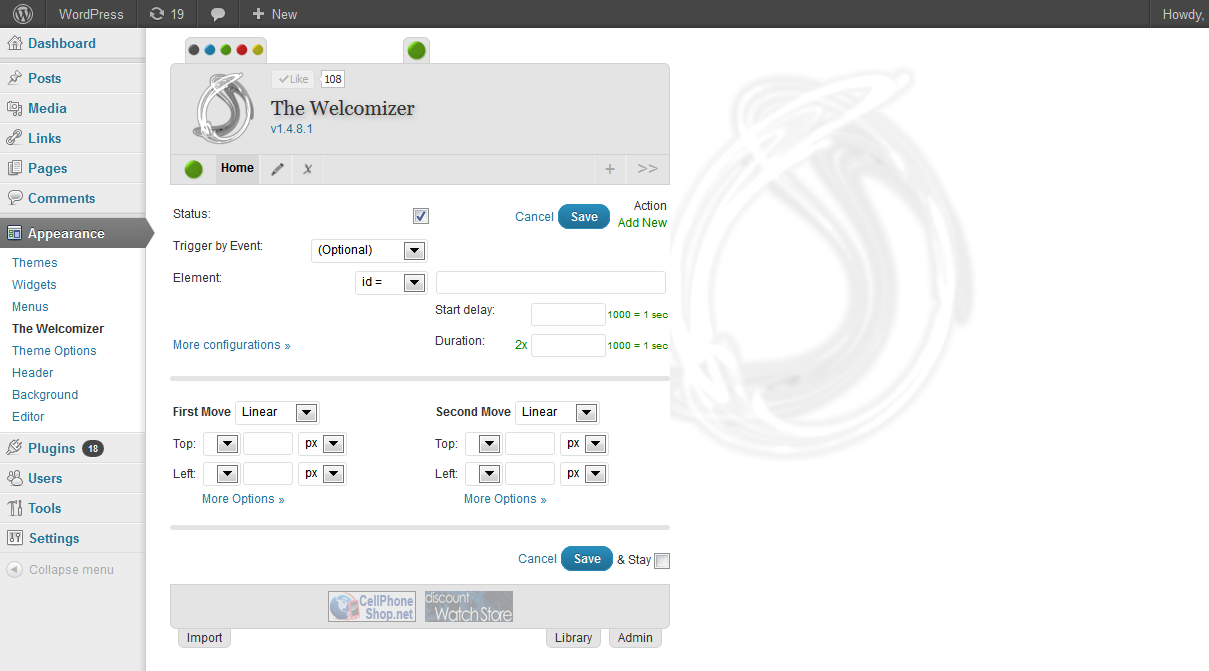 WordPress 19 + New Howdy,
Dashboard
Posts
Media
Links
Pages
Comments
Appearance
Themes
Widgets
Menus
The Welcomizer
Theme Options
Header
Background
Editor
Plugins 18
Users
Tools
Settings
Collapse menu
Like 108
The Welcomizer
v1.4.8.1
Home x + >>
Status: Cancel Save Action
Add New
Trigger by Event: (Optional)
Element: id =
Start delay: 1000 = 1 sec
More configurations » Duration: 2x 1000 = 1 sec
First Move Linear Second Move Linear
Top: px Top: px
Left: px Left: px
More Options » More Options »
Cancel Save & Stay
CellPhone
Shop.net
discount
WatchStore
Import Library Admin